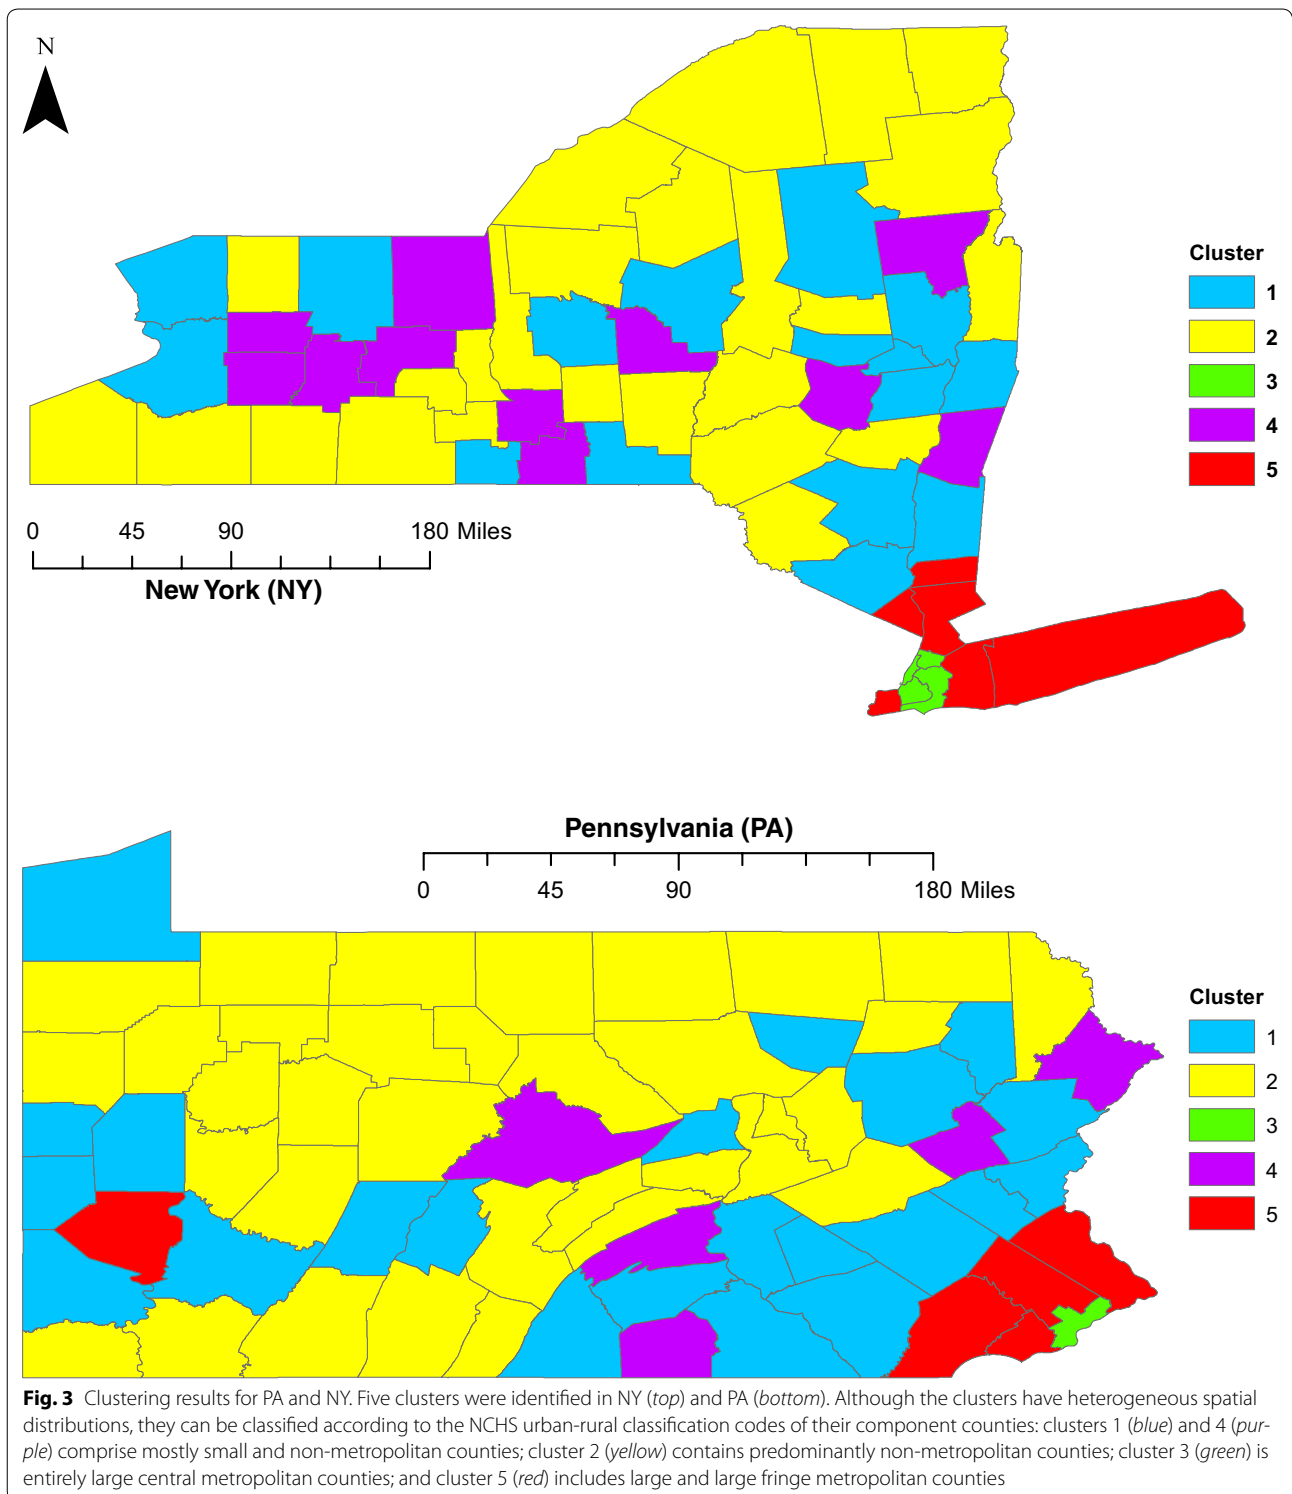 N
Cluster
1
2
3
4
5
0 45 90 180 Miles
New York (NY)
Pennsylvania (PA)
0 45 90 180 Miles
Cluster
1
2
3
4
5
Fig. 3 Clustering results for PA and NY. Five clusters were identified in NY (top) and PA (bottom). Although the clusters have heterogeneous spatial
distributions, they can be classified according to the NCHS urban-rural classification codes of their component counties: clusters 1 (blue) and 4 (pur-
ple) comprise mostly small and non-metropolitan counties; cluster 2 (yellow) contains predominantly non-metropolitan counties; cluster 3 (green) is
entirely large central metropolitan counties; and cluster 5 (red) includes large and large fringe metropolitan counties